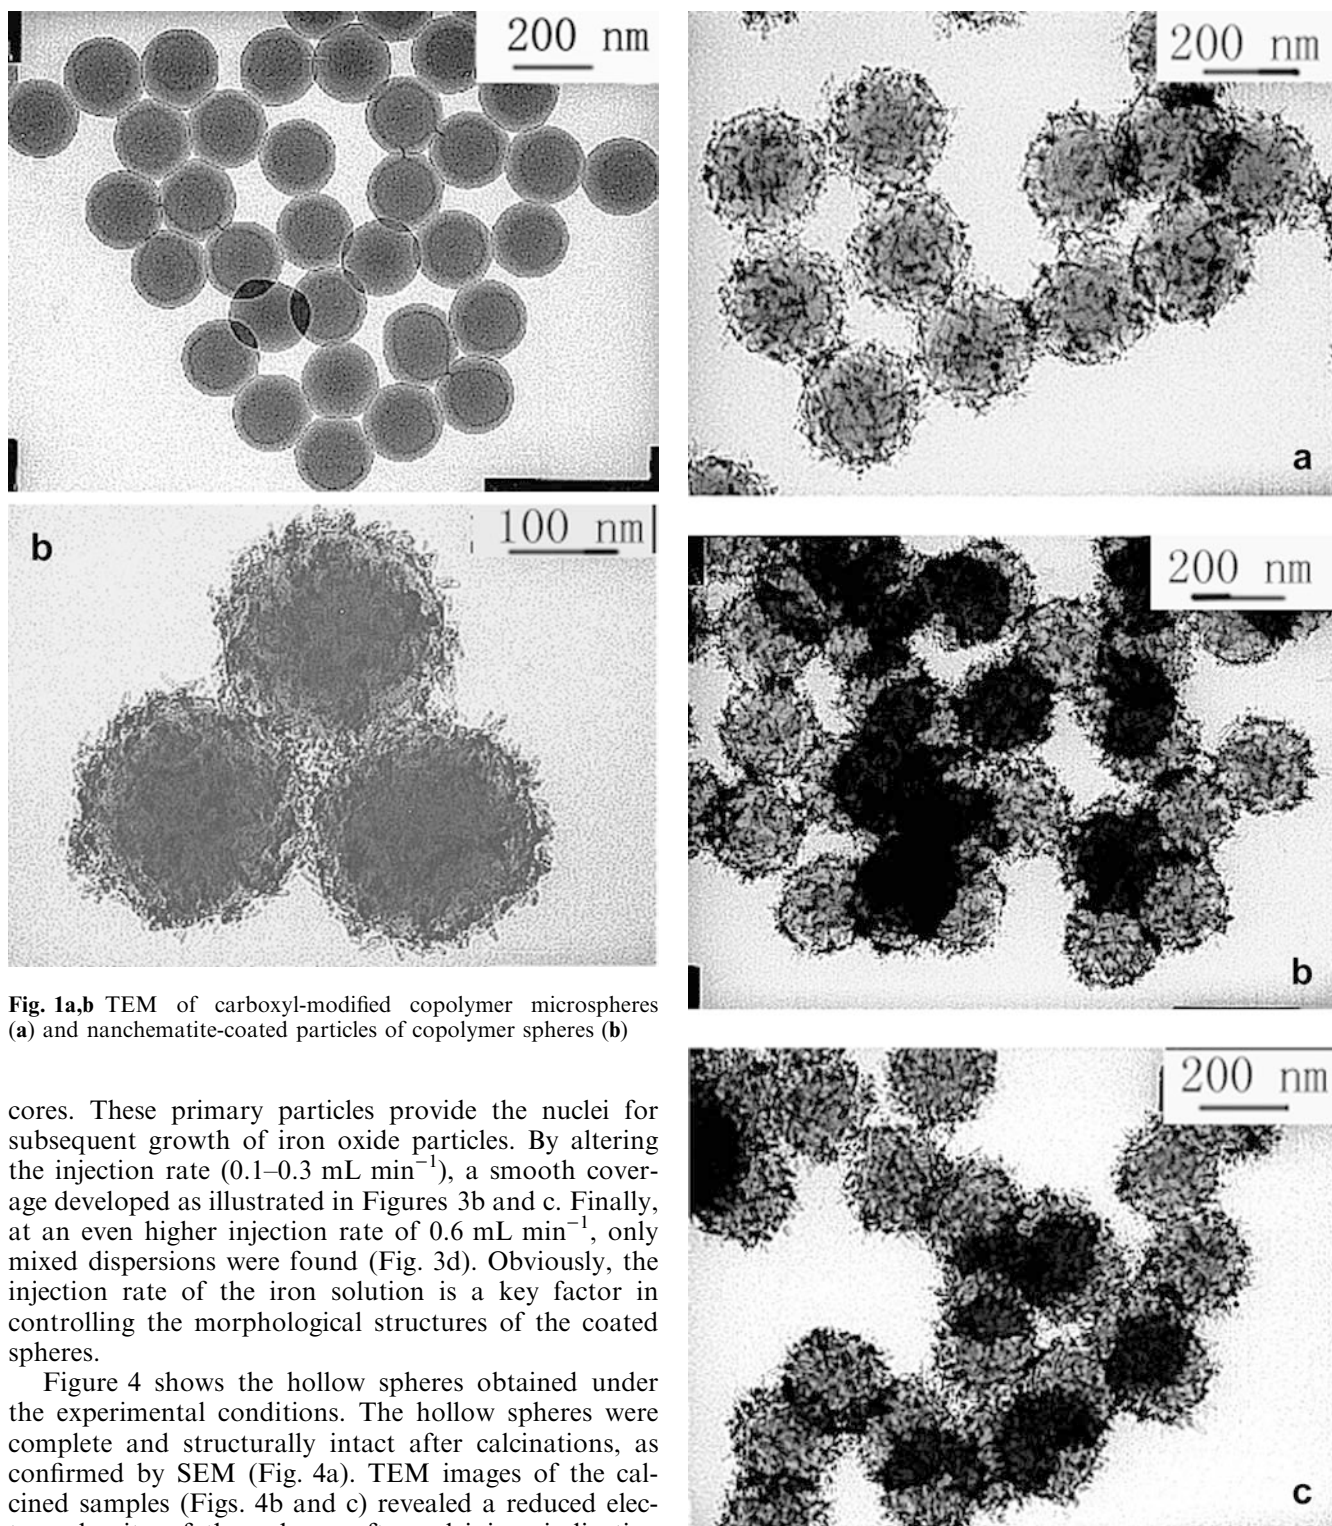 200 nm
b
100 nm
Fig. 1a,b TEM of carboxyl-modified copolymer microspheres
(a) and nanchematite-coated particles of copolymer spheres (b)
cores. These primary particles provide the nuclei for
subsequent growth of iron oxide particles. By altering
the injection rate (0.1–0.3 mL min⁻¹), a smooth cover-
age developed as illustrated in Figures 3b and c. Finally,
at an even higher injection rate of 0.6 mL min⁻¹, only
mixed dispersions were found (Fig. 3d). Obviously, the
injection rate of the iron solution is a key factor in
controlling the morphological structures of the coated
spheres.
Figure 4 shows the hollow spheres obtained under
the experimental conditions. The hollow spheres were
complete and structurally intact after calcinations, as
confirmed by SEM (Fig. 4a). TEM images of the cal-
cined samples (Figs. 4b and c) revealed a reduced elec-
200 nm
a
200 nm
b
200 nm
c